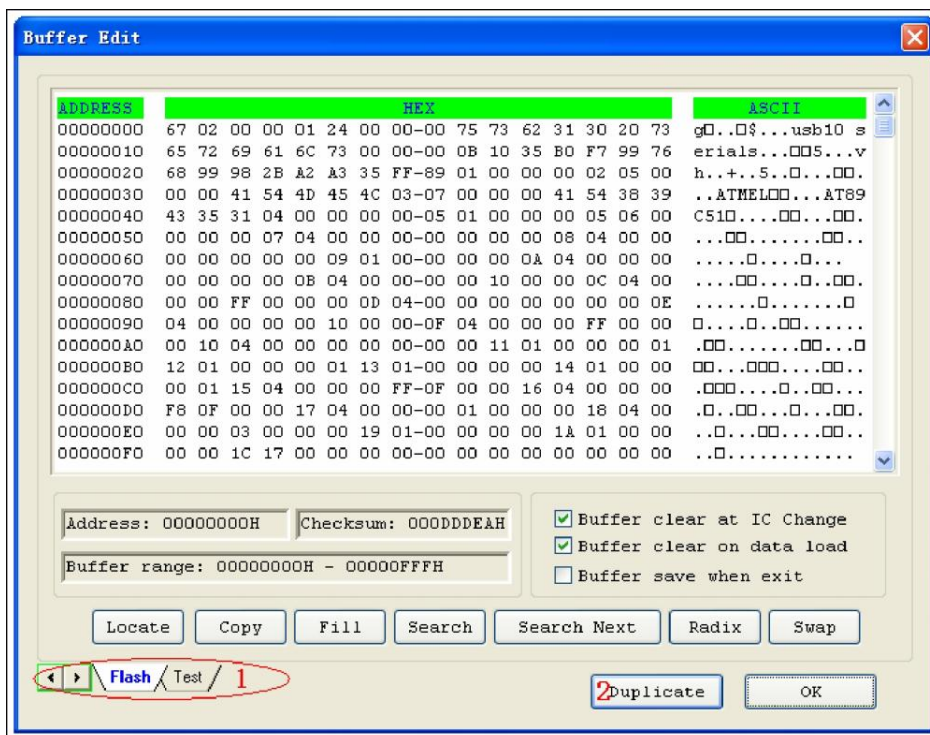 Buffer Edit
ADDRESS HEX ASCII
00000000 67 02 00 00 01 24 00 00-00 75 73 62 31 30 20 73 g□..□$...usb10 s
00000010 65 72 69 61 6C 73 00 00-00 0B 10 35 B0 F7 99 76 erials...□□5...v
00000020 68 99 98 2B A2 A3 35 FF-89 01 00 00 00 02 05 00 h..+..5..□...□□.
00000030 00 00 41 54 4D 45 4C 03-07 00 00 00 41 54 38 39 ..ATMEL□□...AT89
00000040 43 35 31 04 00 00 00 00-05 01 00 00 00 05 06 00 C51□....□□...□□.
00000050 00 00 00 07 04 00 00 00-00 00 00 00 08 04 00 00 ...□□.......□□..
00000060 00 00 00 00 00 09 01 00-00 00 00 0A 04 00 00 00 .....□....□...
00000070 00 00 00 00 0B 04 00 00-00 00 10 00 00 0C 04 00 ....□□....□..□□.
00000080 00 00 FF 00 00 00 0D 04-00 00 00 00 00 00 00 0E .......□.......□
00000090 04 00 00 00 00 10 00 00-0F 04 00 00 00 FF 00 00 □....□..□□......
000000A0 00 10 04 00 00 00 00 00-00 00 11 01 00 00 00 01 .□□.......□□...□
000000B0 12 01 00 00 00 01 13 01-00 00 00 00 14 01 00 00 □□...□□□....□□..
000000C0 00 01 15 04 00 00 00 FF-0F 00 00 16 04 00 00 00 .□□□....□..□□...
000000D0 F8 0F 00 00 17 04 00 00-00 01 00 00 00 18 04 00 .□..□□...□...□□.
000000E0 00 00 03 00 00 00 19 01-00 00 00 00 1A 01 00 00 ..□...□□....□□..
000000F0 00 00 1C 17 00 00 00 00-00 00 00 00 00 00 00 00 ..□.............
Address: 00000000H Checksum: 000DDDEAH
Buffer range: 00000000H - 00000FFFH
Buffer clear at IC Change
Buffer clear on data load
Buffer save when exit
Locate Copy Fill Search Search Next Radix Swap
Flash Test 1
2 Duplicate OK